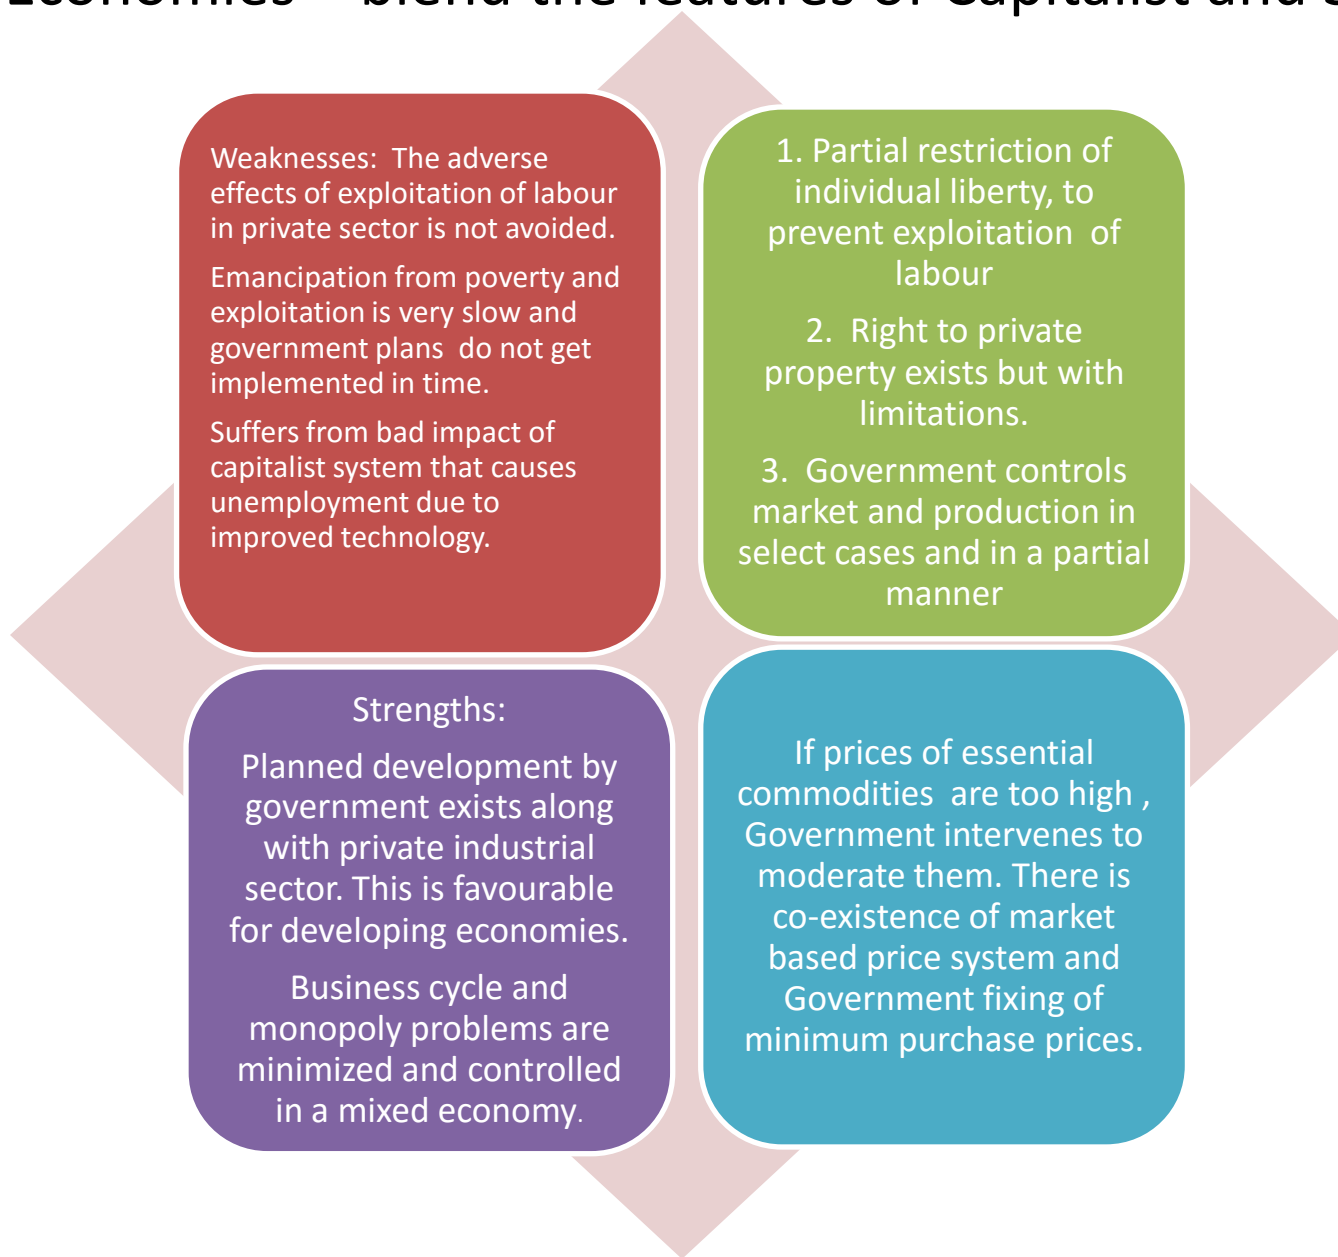 Economies – blend the features of Capitalist and
Weaknesses:  The adverse
effects of exploitation of labour
in private sector is not avoided.
Emancipation from poverty and
exploitation is very slow and
government plans  do not get
implemented in time.
Suffers from bad impact of
capitalist system that causes
unemployment due to
improved technology.
1. Partial restriction of
individual liberty, to
prevent exploitation  of
labour
2.  Right to private
property exists but with
limitations.
3.  Government controls
market and production in
select cases and in a partial
manner
Strengths:
Planned development by
government exists along
with private industrial
sector. This is favourable
for developing economies.
Business cycle and
monopoly problems are
minimized and controlled
in a mixed economy.
If prices of essential
commodities  are too high ,
Government intervenes to
moderate them. There is
co-existence of market
based price system and
Government fixing of
minimum purchase prices.